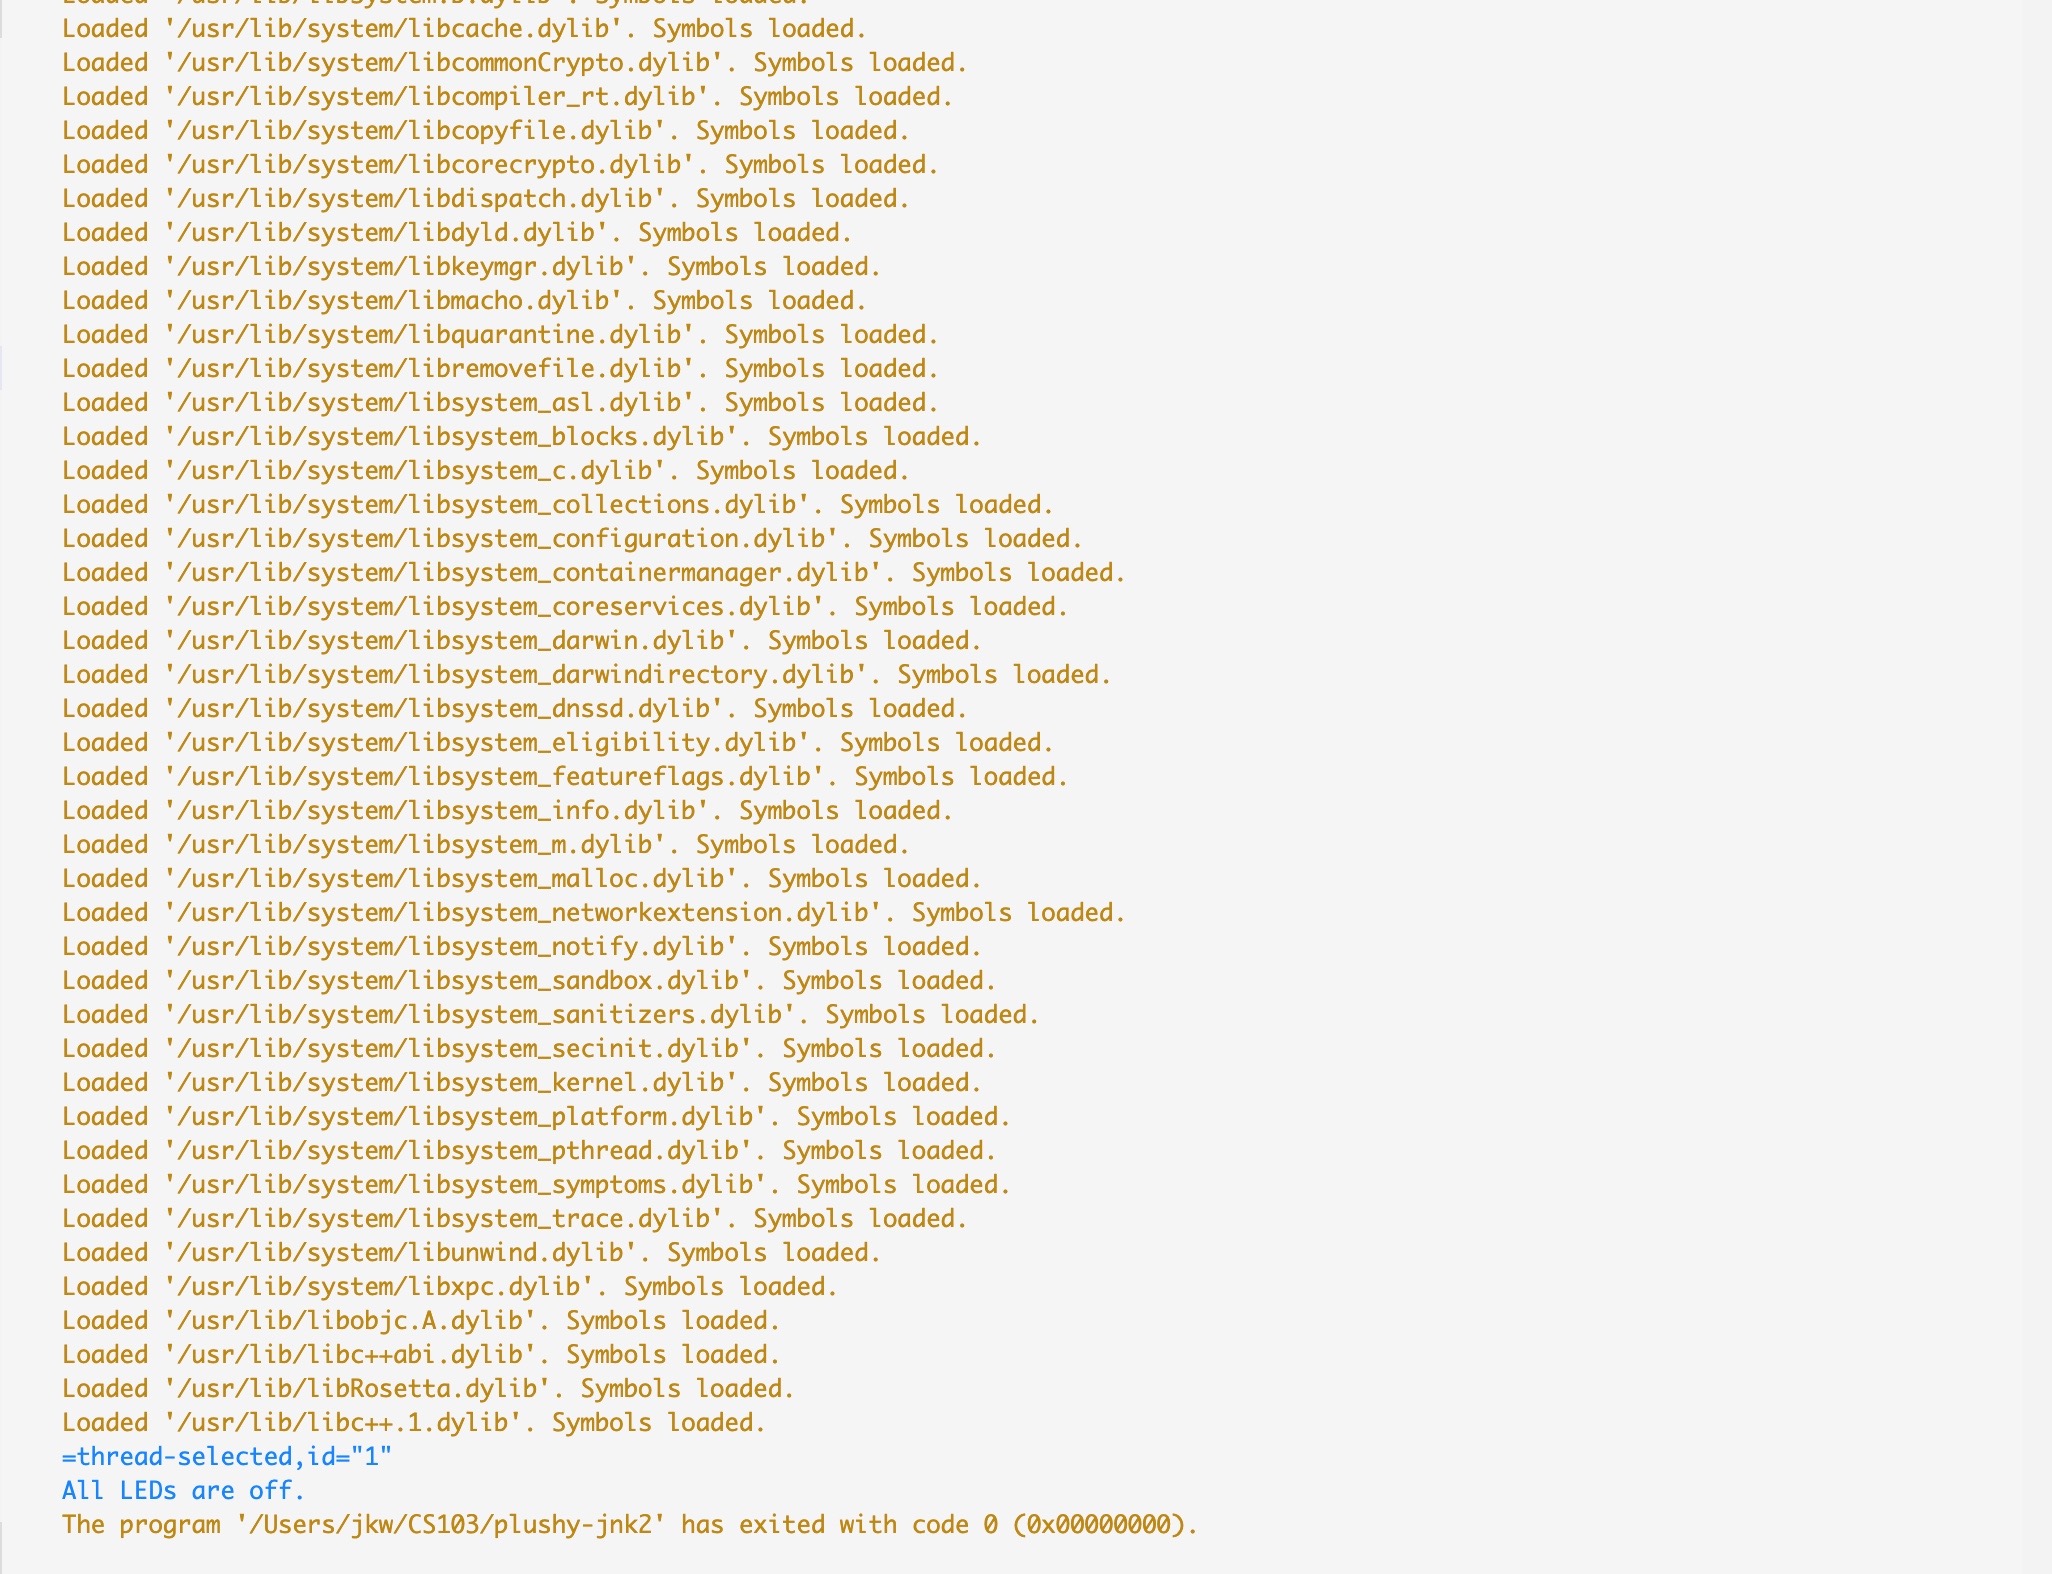 Loaded '/usr/lib/libSystem.B.dylib'. Symbols loaded.
Loaded '/usr/lib/system/libcache.dylib'. Symbols loaded.
Loaded '/usr/lib/system/libcommonCrypto.dylib'. Symbols loaded.
Loaded '/usr/lib/system/libcompiler_rt.dylib'. Symbols loaded.
Loaded '/usr/lib/system/libcopyfile.dylib'. Symbols loaded.
Loaded '/usr/lib/system/libcorecrypto.dylib'. Symbols loaded.
Loaded '/usr/lib/system/libdispatch.dylib'. Symbols loaded.
Loaded '/usr/lib/system/libdyld.dylib'. Symbols loaded.
Loaded '/usr/lib/system/libkeymgr.dylib'. Symbols loaded.
Loaded '/usr/lib/system/libmacho.dylib'. Symbols loaded.
Loaded '/usr/lib/system/libquarantine.dylib'. Symbols loaded.
Loaded '/usr/lib/system/libremovefile.dylib'. Symbols loaded.
Loaded '/usr/lib/system/libsystem_asl.dylib'. Symbols loaded.
Loaded '/usr/lib/system/libsystem_blocks.dylib'. Symbols loaded.
Loaded '/usr/lib/system/libsystem_c.dylib'. Symbols loaded.
Loaded '/usr/lib/system/libsystem_collections.dylib'. Symbols loaded.
Loaded '/usr/lib/system/libsystem_configuration.dylib'. Symbols loaded.
Loaded '/usr/lib/system/libsystem_containermanager.dylib'. Symbols loaded.
Loaded '/usr/lib/system/libsystem_coreservices.dylib'. Symbols loaded.
Loaded '/usr/lib/system/libsystem_darwin.dylib'. Symbols loaded.
Loaded '/usr/lib/system/libsystem_darwindirectory.dylib'. Symbols loaded.
Loaded '/usr/lib/system/libsystem_dnssd.dylib'. Symbols loaded.
Loaded '/usr/lib/system/libsystem_eligibility.dylib'. Symbols loaded.
Loaded '/usr/lib/system/libsystem_featureflags.dylib'. Symbols loaded.
Loaded '/usr/lib/system/libsystem_info.dylib'. Symbols loaded.
Loaded '/usr/lib/system/libsystem_m.dylib'. Symbols loaded.
Loaded '/usr/lib/system/libsystem_malloc.dylib'. Symbols loaded.
Loaded '/usr/lib/system/libsystem_networkextension.dylib'. Symbols loaded.
Loaded '/usr/lib/system/libsystem_notify.dylib'. Symbols loaded.
Loaded '/usr/lib/system/libsystem_sandbox.dylib'. Symbols loaded.
Loaded '/usr/lib/system/libsystem_sanitizers.dylib'. Symbols loaded.
Loaded '/usr/lib/system/libsystem_secinit.dylib'. Symbols loaded.
Loaded '/usr/lib/system/libsystem_kernel.dylib'. Symbols loaded.
Loaded '/usr/lib/system/libsystem_platform.dylib'. Symbols loaded.
Loaded '/usr/lib/system/libsystem_pthread.dylib'. Symbols loaded.
Loaded '/usr/lib/system/libsystem_symptoms.dylib'. Symbols loaded.
Loaded '/usr/lib/system/libsystem_trace.dylib'. Symbols loaded.
Loaded '/usr/lib/system/libunwind.dylib'. Symbols loaded.
Loaded '/usr/lib/system/libxpc.dylib'. Symbols loaded.
Loaded '/usr/lib/libobjc.A.dylib'. Symbols loaded.
Loaded '/usr/lib/libc++abi.dylib'. Symbols loaded.
Loaded '/usr/lib/libRosetta.dylib'. Symbols loaded.
Loaded '/usr/lib/libc++.1.dylib'. Symbols loaded.
=thread-selected,id="1"
All LEDs are off.
The program '/Users/jkw/CS103/plushy-jnk2' has exited with code 0 (0x00000000).